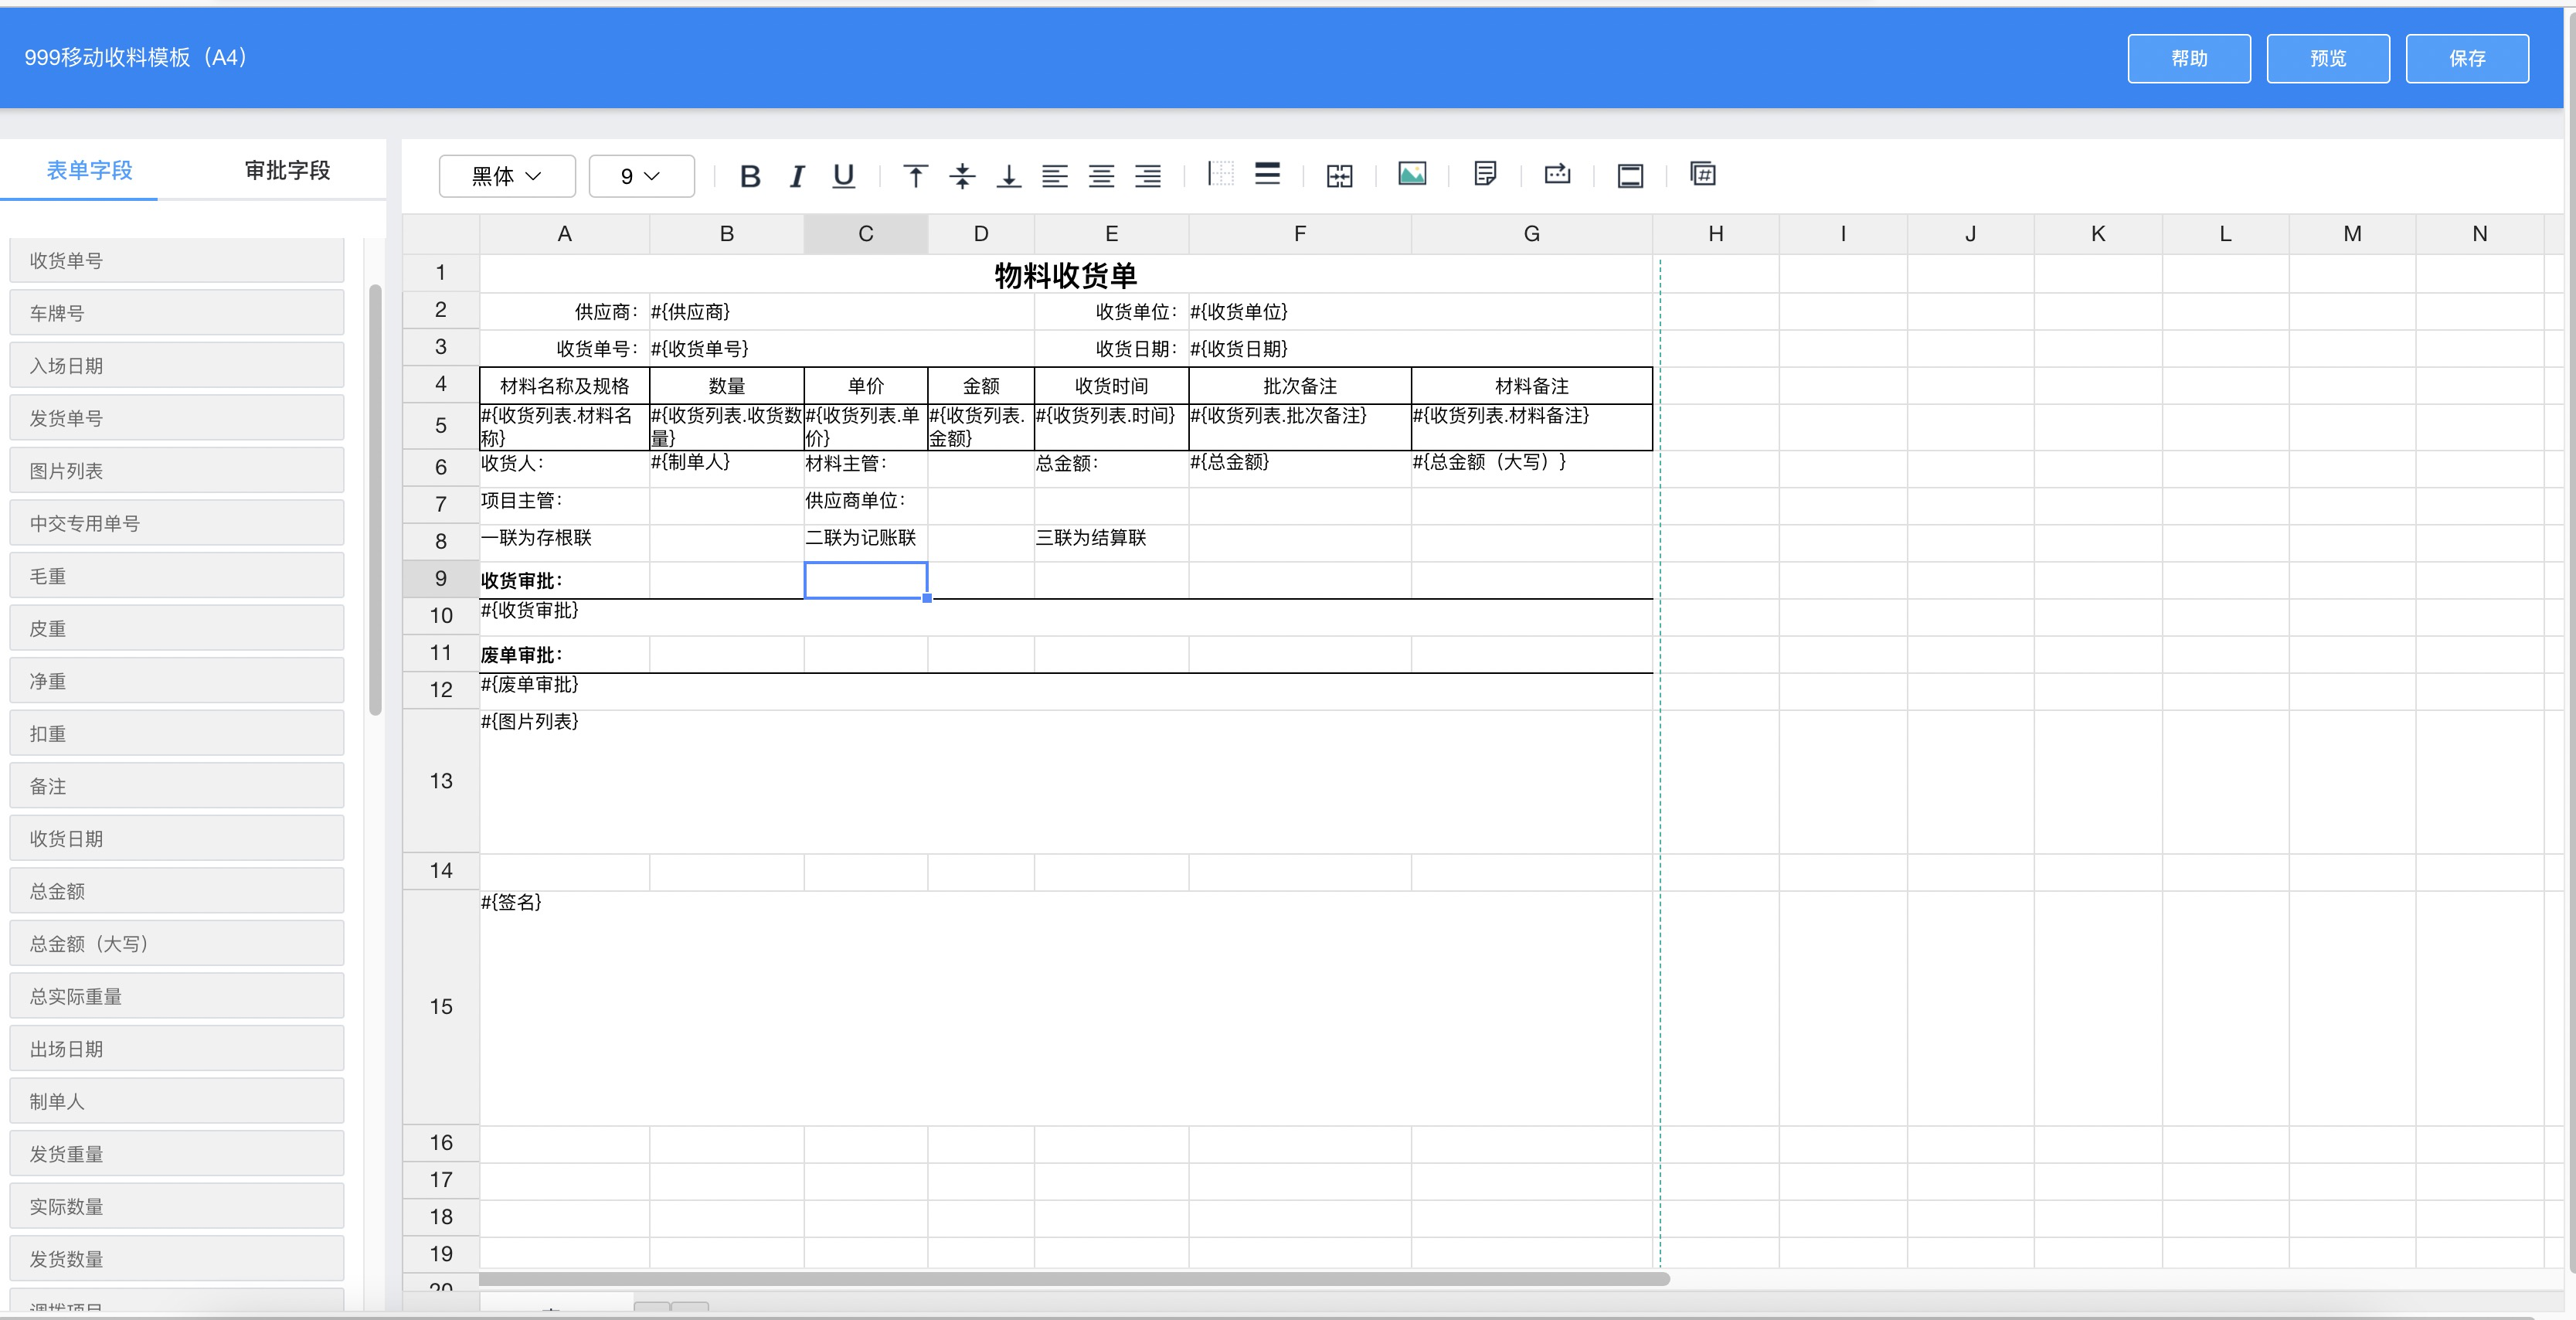 999移动收料模板（A4）
帮助
预览
保存
表单字段
审批字段
黑体
9
B I U
收货单号
车牌号
入场日期
发货单号
图片列表
中交专用单号
毛重
皮重
净重
扣重
备注
收货日期
总金额
总金额（大写）
总实际重量
出场日期
制单人
发货重量
实际数量
发货数量
A B C D E F G H I J K L M N
1 物料收货单
2 供应商： #{供应商} 收货单位： #{收货单位}
3 收货单号： #{收货单号} 收货日期： #{收货日期}
4 材料名称及规格 数量 单价 金额 收货时间 批次备注 材料备注
5 #{收货列表.材料名称} #{收货列表.收货数量} #{收货列表.单价} #{收货列表.金额} #{收货列表.时间} #{收货列表.批次备注} #{收货列表.材料备注}
6 收货人： #{制单人} 材料主管： 总金额： #{总金额} #{总金额（大写）}
7 项目主管： 供应商单位：
8 一联为存根联 二联为记账联 三联为结算联
9 收货审批：
10 #{收货审批}
11 废单审批：
12 #{废单审批}
13 #{图片列表}
14
15 #{签名}
16
17
18
19